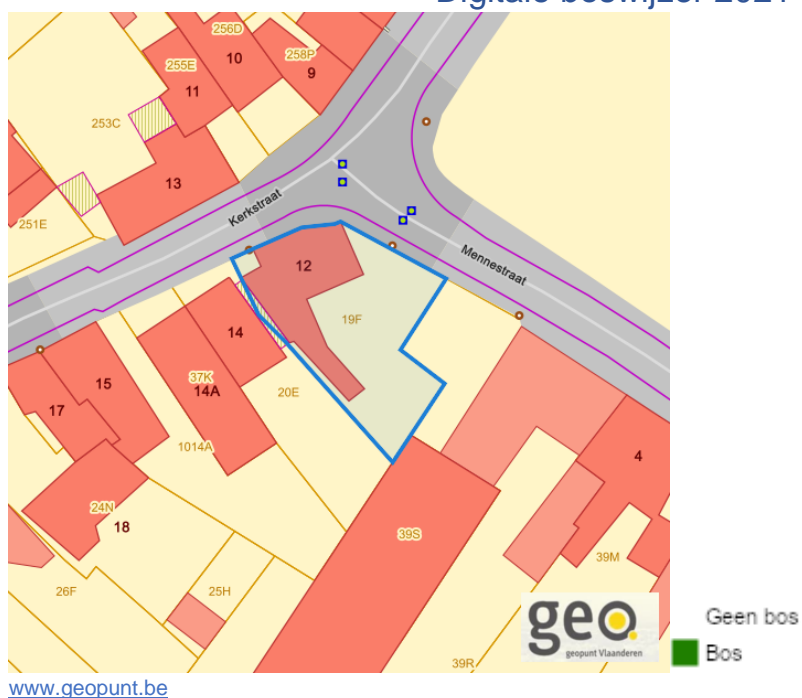 Digitale boswijzer 2021
256D
10
258P
9
255E
11
253C
13
251E
Kerkstraat
Mennestraat
12
19F
14
37K
14A
20E
15
17
1014A
24N
18
4
39S
39M
26F
25H
39R
geo.
geopunt Vlaanderen
Geen bos
Bos
www.geopunt.be